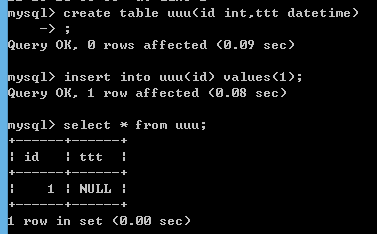 mysql> create table uuu(id int,ttt datetime)
    -> ;
Query OK, 0 rows affected (0.09 sec)
mysql> insert into uuu(id) values(1);
Query OK, 1 row affected (0.08 sec)
mysql> select * from uuu;
+------+------+
¦ id   ¦ ttt  ¦
+------+------+
¦    1 ¦ NULL ¦
+------+------+
1 row in set (0.00 sec)